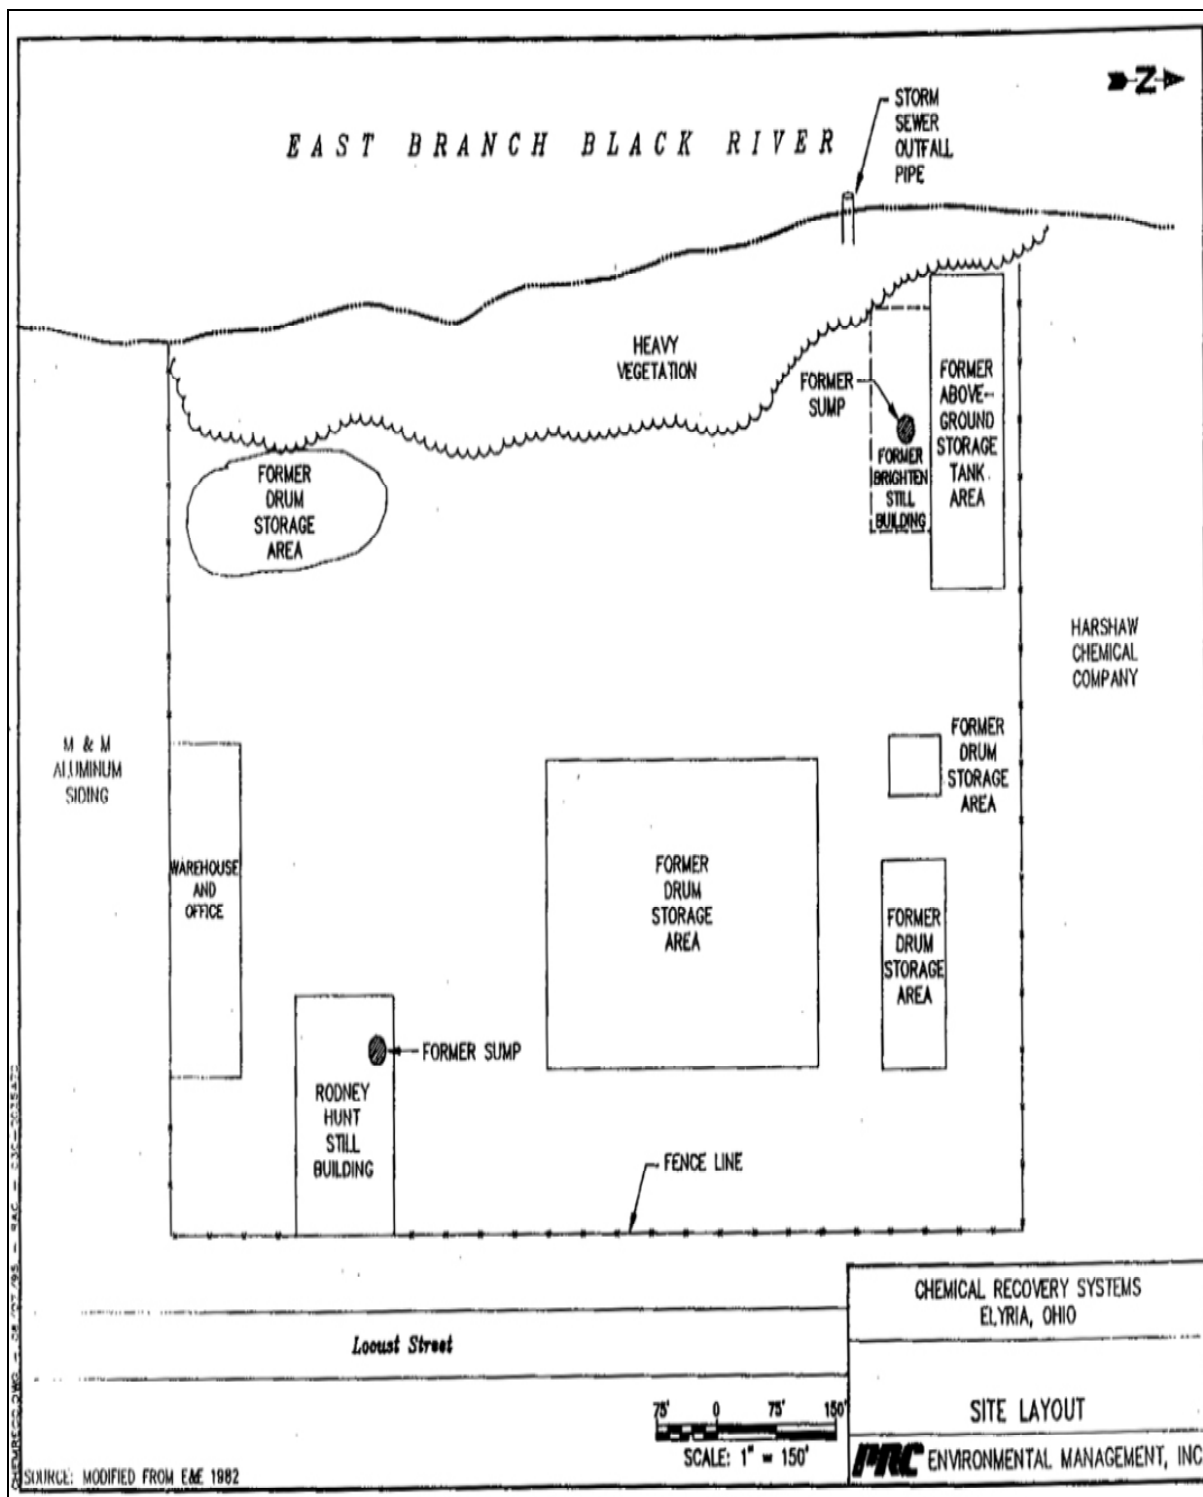 Z
STORM
SEWER
OUTFALL
PIPE
EAST BRANCH BLACK RIVER
HEAVY
VEGETATION
FORMER
SUMP
FORMER
BRIGHTEN
STILL
BUILDING
FORMER
ABOVE-
GROUND
STORAGE
TANK
AREA
FORMER
DRUM
STORAGE
AREA
HARSHAW
CHEMICAL
COMPANY
M & M
ALUMINUM
SIDING
FORMER
DRUM
STORAGE
AREA
WAREHOUSE
AND
OFFICE
FORMER
DRUM
STORAGE
AREA
FORMER
DRUM
STORAGE
AREA
FORMER SUMP
RODNEY
HUNT
STILL
BUILDING
FENCE LINE
Locust Street
75' 0 75' 150'
SCALE: 1" = 150'
CHEMICAL RECOVERY SYSTEMS
ELYRIA, OHIO
SITE LAYOUT
PRC ENVIRONMENTAL MANAGEMENT, INC
SOURCE: MODIFIED FROM E&E 1982